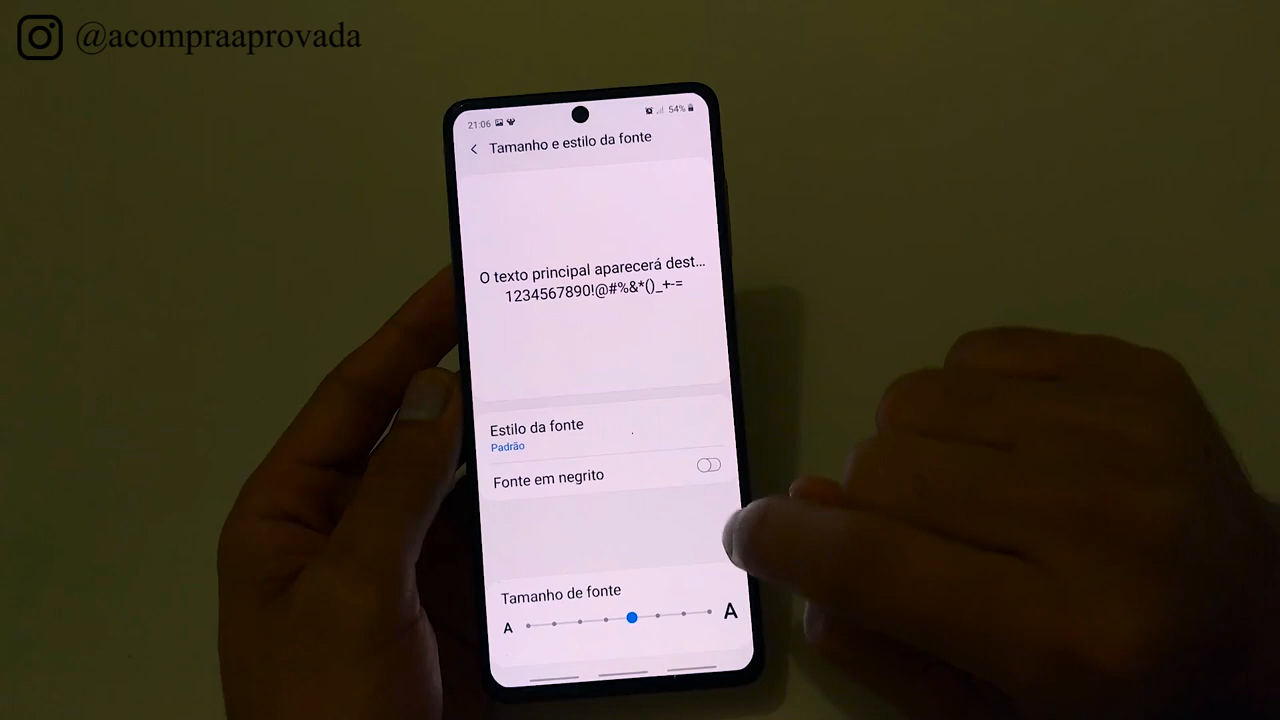 @acompraaprovada
21:06 54%
Tamanho e estilo da fonte
O texto principal aparecerá dest...
1234567890!@#%&*()_+-=
Estilo da fonte
Padrão
Fonte em negrito
Tamanho de fonte
A A